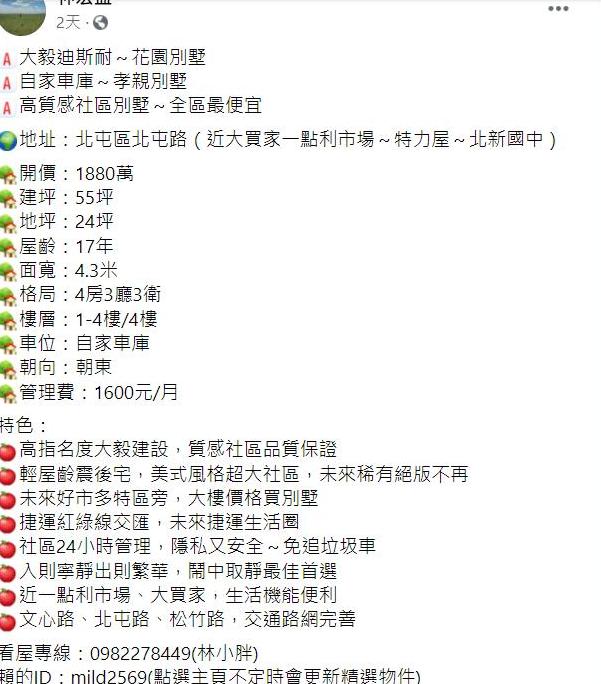 2天
A 大毅迪斯耐～花園別墅
A 自家車庫～孝親別墅
A 高質感社區別墅～全區最便宜
地址：北屯區北屯路（近大買家一點利市場～特力屋～北新國中）
開價：1880萬
建坪：55坪
地坪：24坪
屋齡：17年
面寬：4.3米
格局：4房3廳3衛
樓層：1-4樓/4樓
車位：自家車庫
朝向：朝東
管理費：1600元/月
特色：
高指名度大毅建設，質感社區品質保證
輕屋齡震後宅，美式風格超大社區，未來稀有絕版不再
未來好市多特區旁，大樓價格買別墅
捷運紅綠線交匯，未來捷運生活圈
社區24小時管理，隱私又安全～免追垃圾車
入則寧靜出則繁華，鬧中取靜最佳首選
近一點利市場、大買家，生活機能便利
文心路、北屯路、松竹路，交通路網完善
看屋專線：0982278449(林小胖)
賴的ID：mild2569(點選主頁不定時會更新精選物件)